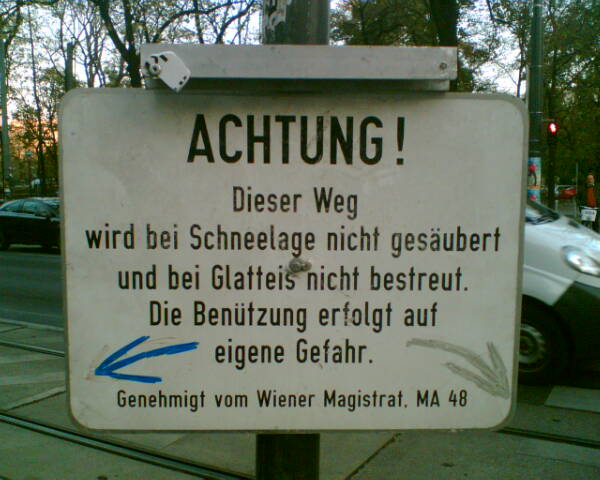 ACHTUNG!
Dieser Weg
wird bei Schneelage nicht gesäubert
und bei Glatteis nicht bestreut.
Die Benützung erfolgt auf
eigene Gefahr.
Genehmigt vom Wiener Magistrat, MA 48